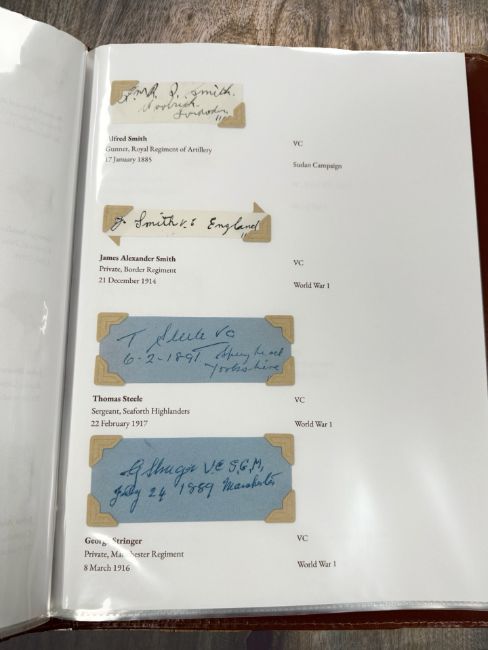 Smith.
Woolwich
London
Alfred Smith
Gunner, Royal Regiment of Artillery
17 January 1885
VC
Sudan Campaign
J. Smith V.C England
James Alexander Smith
Private, Border Regiment
21 December 1914
VC
World War 1
T Steele VC
6-2-1891
Yorkshire
Thomas Steele
Sergeant, Seaforth Highlanders
22 February 1917
VC
World War 1
G Stringer V.C
July 24 1889 Manchester
George Stringer
Private, Manchester Regiment
8 March 1916
VC
World War 1